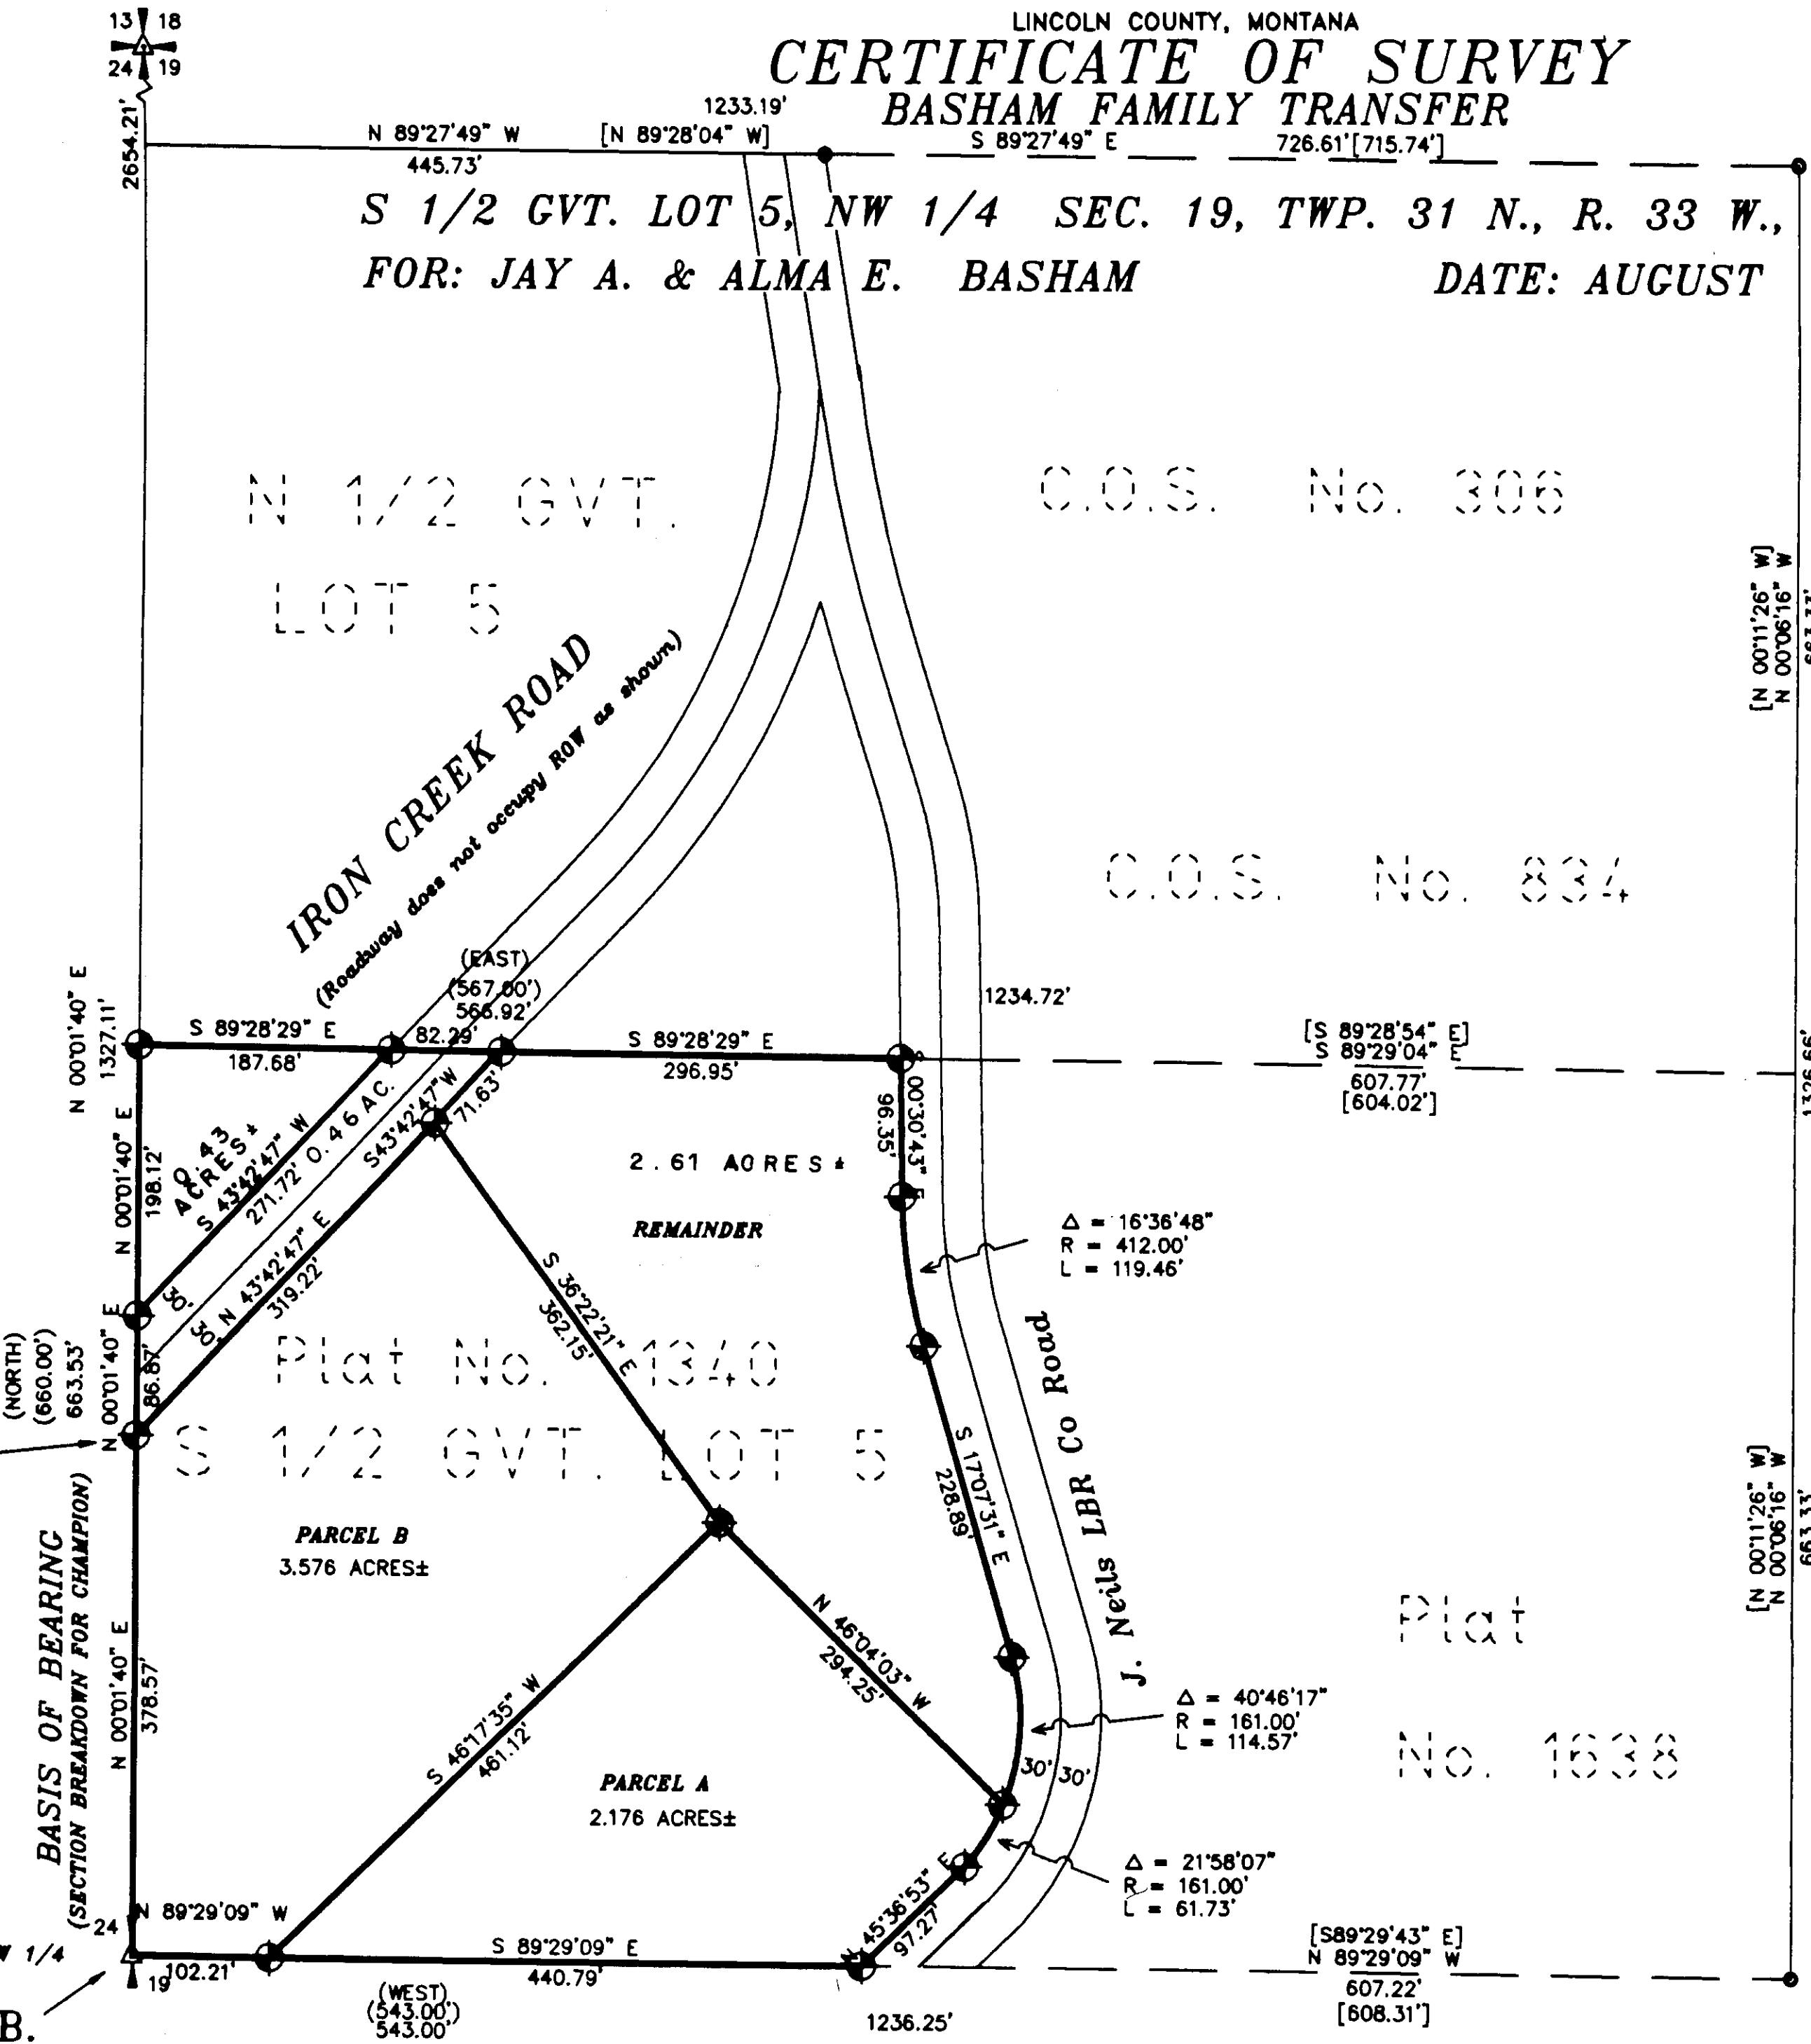 LINCOLN COUNTY, MONTANA
CERTIFICATE OF SURVEY
BASHAM FAMILY TRANSFER
13 18
24 19
2654.21'
1233.19'
N 89°27'49" W
[N 89°28'04" W]
445.73'
S 89°27'49" E
726.61'[715.74']
S 1/2 GVT. LOT 5, NW 1/4 SEC. 19, TWP. 31 N., R. 33 W.,
FOR: JAY A. & ALMA E. BASHAM
DATE: AUGUST
N 1/2 GVT.
LOT 5
C.O.S. No. 306
[N 00°11'26" W]
N 00°06'16" W
663.33'
IRON CREEK ROAD
(Roadway does not occupy ROW as shown)
C.O.S. No. 834
N 00°01'40" E
1327.11'
(EAST)
(567.00')
566.92'
S 89°28'29" E
187.68'
82.29'
S 89°28'29" E
296.95'
1234.72'
[S 89°28'54" E]
S 89°29'04" E
607.77'
[604.02']
1326.66'
N 00°01'40" E
198.12'
0.43
ACRES±
S 43°42'47" W
271.72'
0.46 AC.
S43°42'47"W
71.63'
S 00°30'43" E
96.35'
2.61 ACRES±
REMAINDER
Δ = 16°36'48"
R = 412.00'
L = 119.46'
30'
30'
N 43°42'47" E
319.22'
S 36°22'21" E
362.15'
(NORTH)
(660.00')
663.53'
N 00°01'40" E
86.87'
Plat No. 1340
S 1/2 GVT. LOT 5
S 17°07'31" E
228.89'
J. Neils LBR Co Road
[N 00°11'26" W]
N 00°06'16" W
663.33'
BASIS OF BEARING
(SECTION BREAKDOWN FOR CHAMPION)
PARCEL B
3.576 ACRES±
N 00°01'40" E
378.57'
N 46°04'03" W
294.25'
S 46°17'35" W
461.12'
Plat
No. 1638
Δ = 40°46'17"
R = 161.00'
L = 114.57'
30' 30'
PARCEL A
2.176 ACRES±
Δ = 21°58'07"
R = 161.00'
L = 61.73'
N 45°36'53" E
97.27'
24
19
W 1/4
B.
N 89°29'09" W
102.21'
S 89°29'09" E
440.79'
(WEST)
(543.00')
543.00'
1236.25'
[S89°29'43" E]
N 89°29'09" W
607.22'
[608.31']